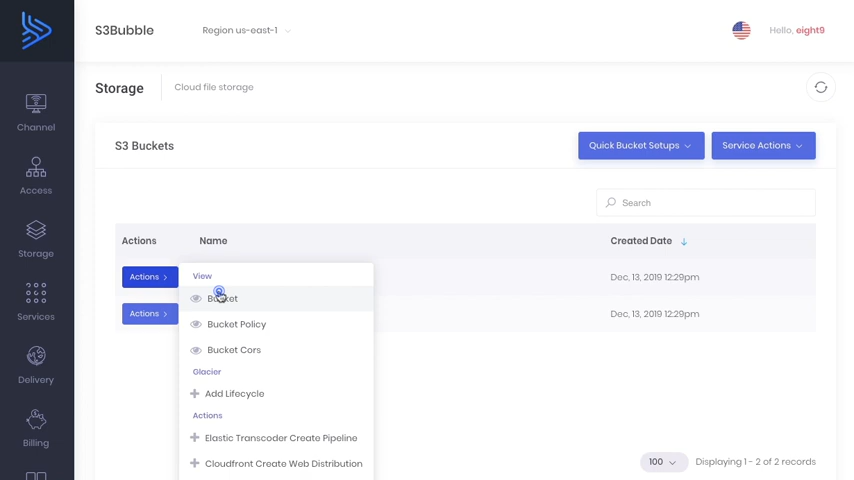 S3Bubble
Region us-east-1
Hello, eight9
Storage
Cloud file storage
Channel
Access
Storage
Services
Delivery
Billing
S3 Buckets
Quick Bucket Setups
Service Actions
Search
Actions Name Created Date
Actions Dec, 13, 2019 12:29pm
Actions Dec, 13, 2019 12:29pm
View
Bucket
Bucket Policy
Bucket Cors
Glacier
Add Lifecycle
Actions
Elastic Transcoder Create Pipeline
Cloudfront Create Web Distribution
100 Displaying 1 - 2 of 2 records